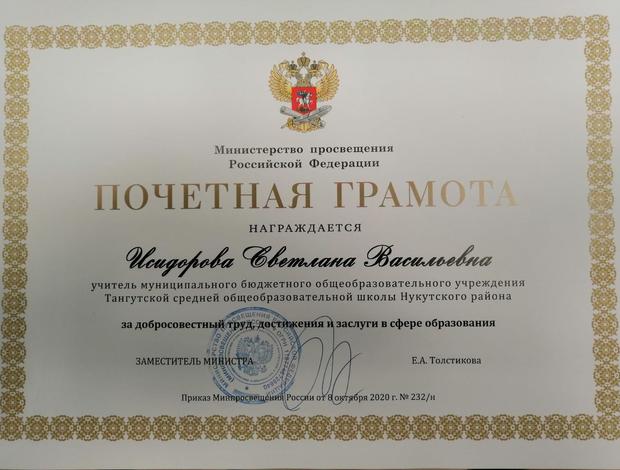 Министерство просвещения
Российской Федерации
ПОЧЕТНАЯ ГРАМОТА
НАГРАЖДАЕТСЯ
Исидорова Светлана Васильевна
учитель муниципального бюджетного общеобразовательного учреждения
Тангутской средней общеобразовательной школы Нукутского района
за добросовестный труд, достижения и заслуги в сфере образования
ЗАМЕСТИТЕЛЬ МИНИСТРА Е.А. Толстикова
Приказ Минпросвещения России от 8 октября 2020 г. № 232/н